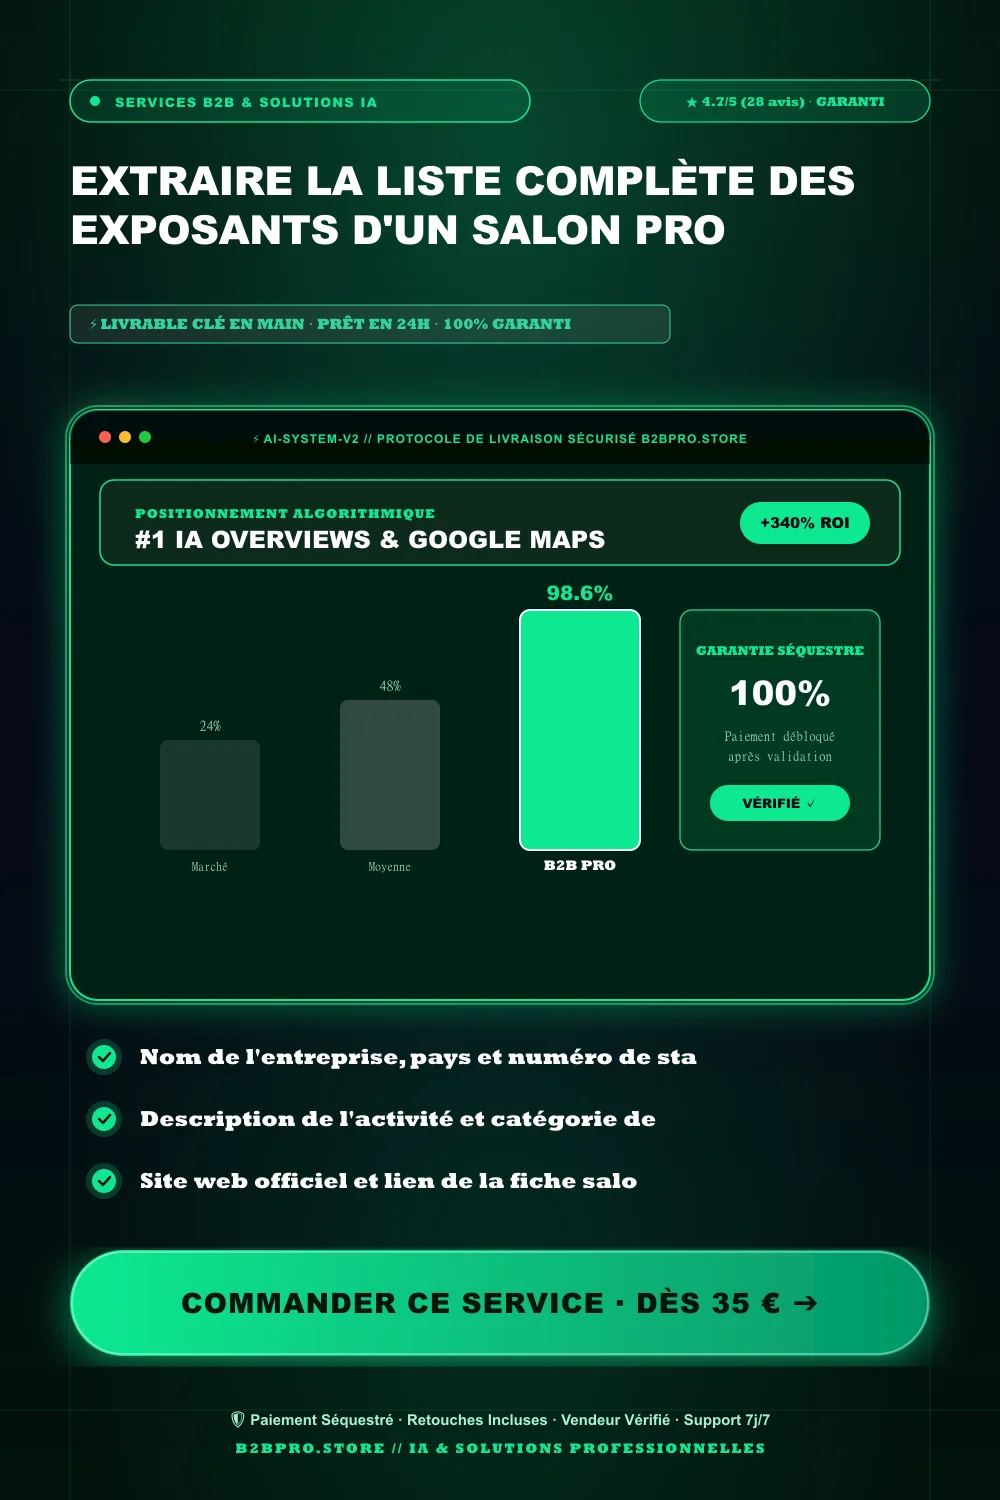 SERVICES B2B & SOLUTIONS IA
★ 4.7/5 (28 avis) · GARANTI
EXTRAIRE LA LISTE COMPLÈTE DES
EXPOSANTS D'UN SALON PRO
⚡ LIVRABLE CLÉ EN MAIN · PRÊT EN 24H · 100% GARANTI
⚡ AI-SYSTEM-V2 // PROTOCOLE DE LIVRAISON SÉCURISÉ B2BPRO.STORE
POSITIONNEMENT ALGORITHMIQUE
#1 IA OVERVIEWS & GOOGLE MAPS
+340% ROI
24%
Marché
48%
Moyenne
98.6%
B2B PRO
GARANTIE SÉQUESTRE
100%
Paiement débloqué
après validation
VÉRIFIÉ ✓
Nom de l'entreprise, pays et numéro de sta
Description de l'activité et catégorie de
Site web officiel et lien de la fiche salo
COMMANDER CE SERVICE · DÈS 35 € ➔
🛡 Paiement Séquestré · Retouches Incluses · Vendeur Vérifié · Support 7j/7
B2BPRO.STORE // IA & SOLUTIONS PROFESSIONNELLES